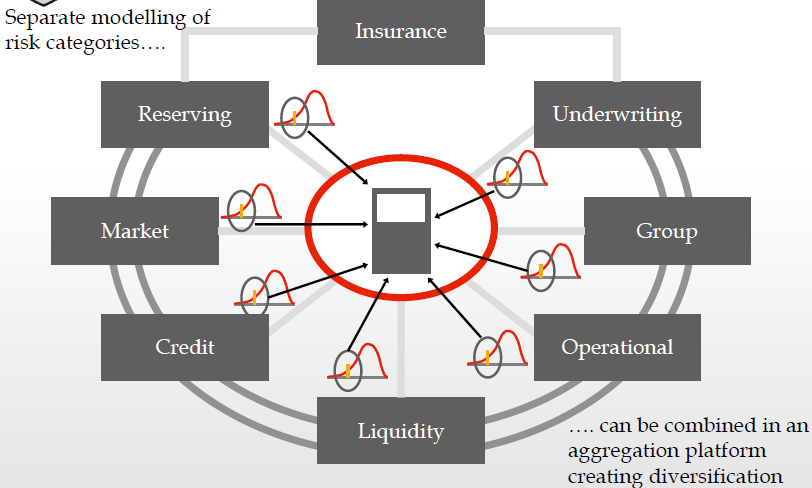 Separate modelling of
risk categories….
Insurance
Reserving
Underwriting
Market
Group
Credit
Operational
Liquidity
…. can be combined in an
aggregation platform
creating diversification